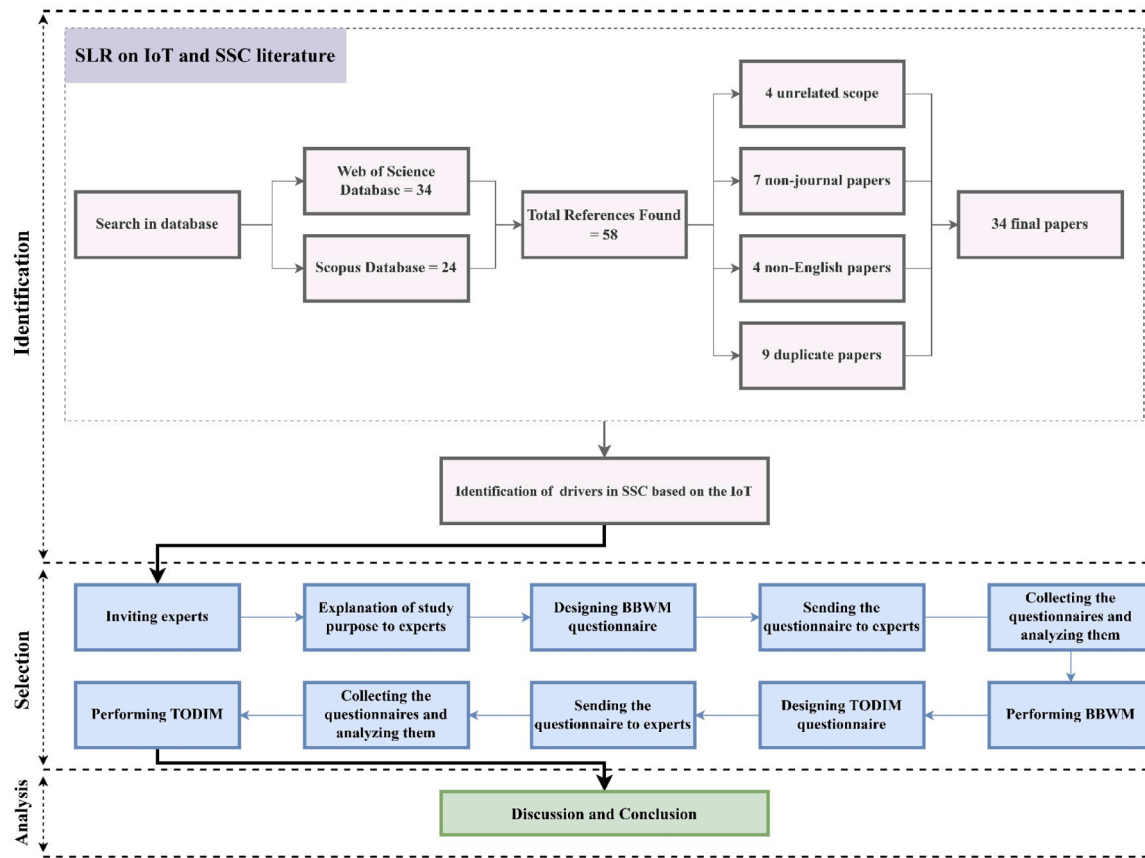 SLR on IoT and SSC literature
Identification
Search in database
Web of Science
Database = 34
Scopus Database = 24
Total References Found
= 58
4 unrelated scope
7 non-journal papers
4 non-English papers
9 duplicate papers
34 final papers
Identification of drivers in SSC based on the IoT
Selection
Inviting experts
Explanation of study
purpose to experts
Designing BBWM
questionnaire
Sending the
questionnaire to experts
Collecting the
questionnaires and
analyzing them
Performing TODIM
Collecting the
questionnaires and
analyzing them
Sending the
questionnaire to experts
Designing TODIM
questionnaire
Performing BBWM
Analysis
Discussion and Conclusion